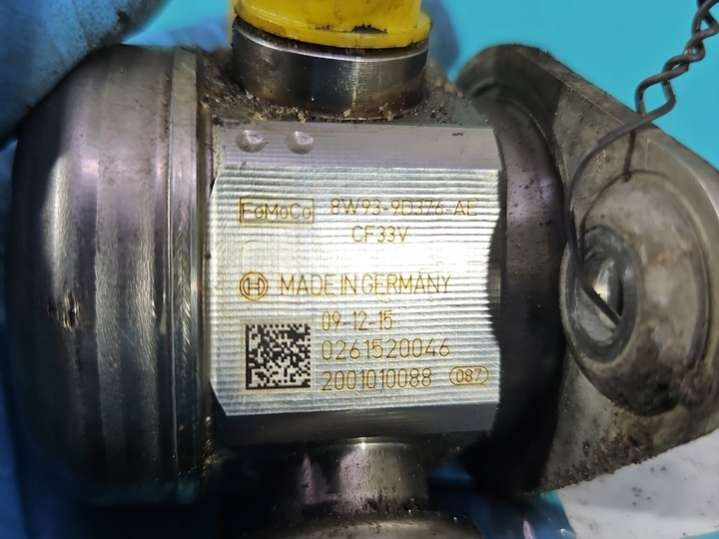 FoMoCo 8W93-9D376-AE
CF33V
MADE IN GERMANY
09-12-15
0261520046
2001010088 087